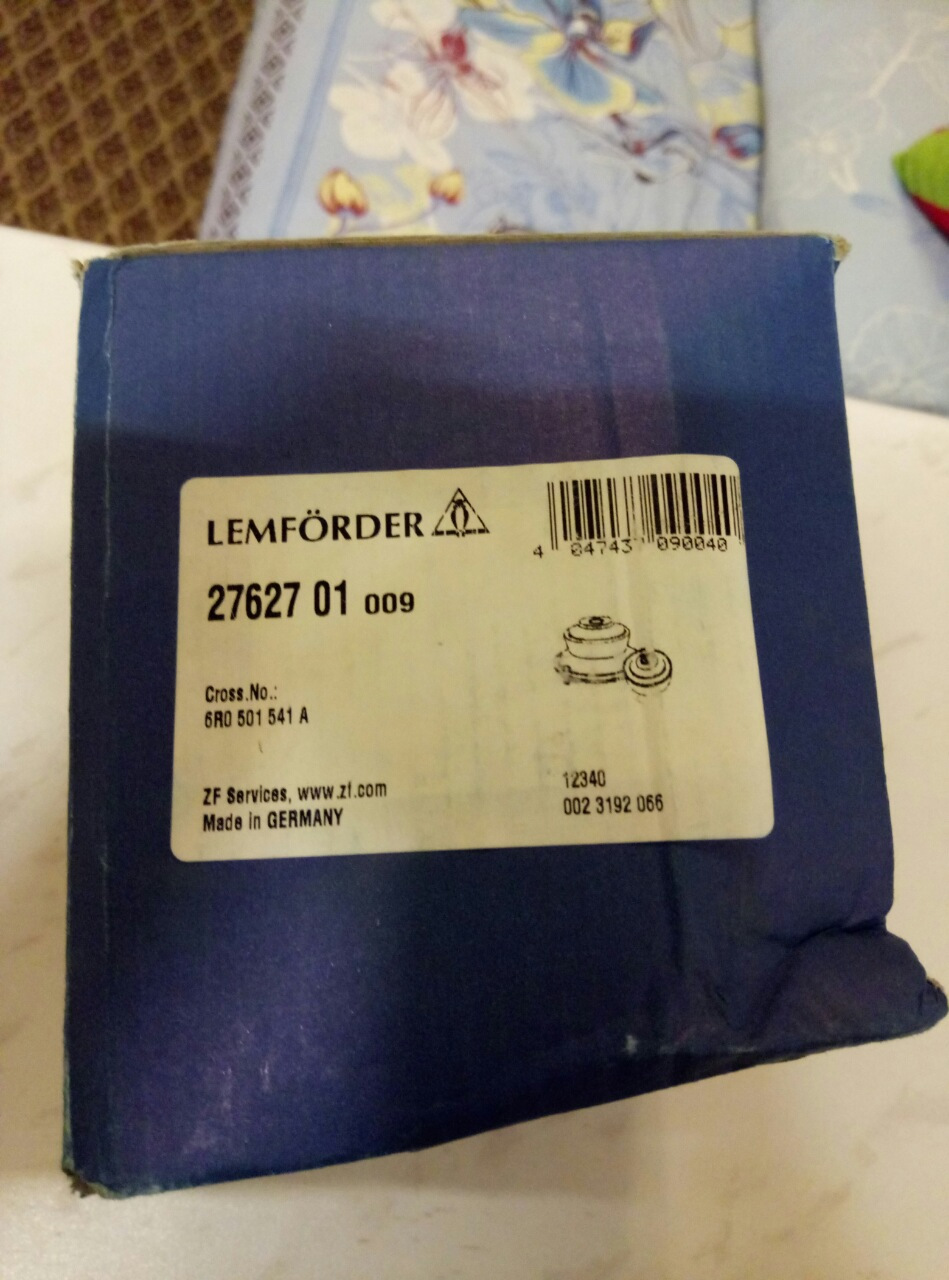 LEMFÖRDER
4 047437 090040
27627 01 009
Cross.No.:
6R0 501 541 A
ZF Services, www.zf.com
Made in GERMANY
12340
002 3192 066